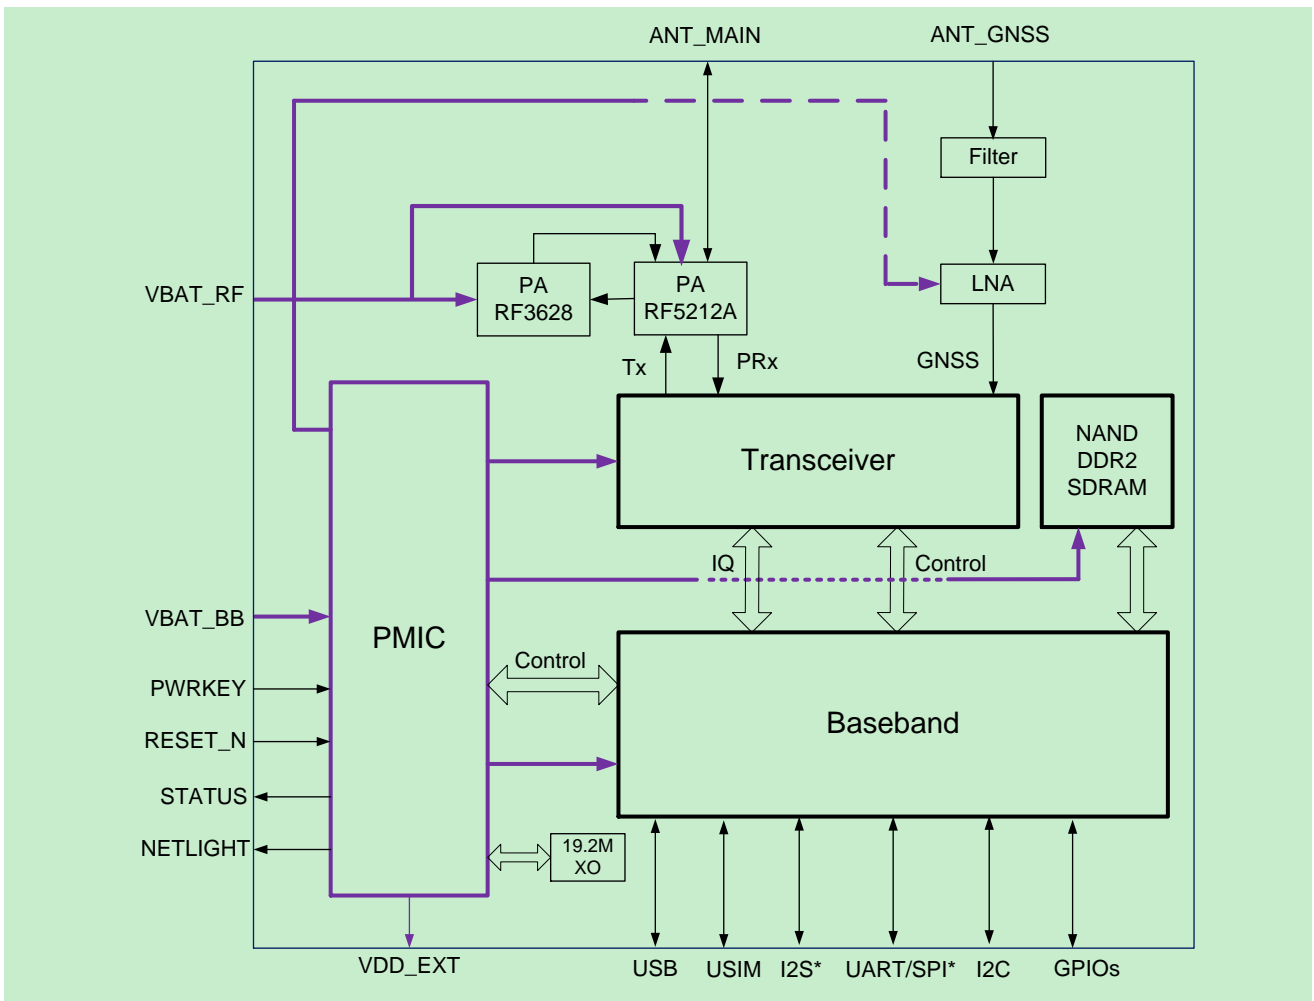 ANT_MAIN
ANT_GNSS
Filter
VBAT_RF
PA
RF3628
PA
RF5212A
LNA
Tx
PRx
GNSS
Transceiver
NAND
DDR2
SDRAM
IQ
Control
VBAT_BB
PMIC
Control
PWRKEY
Baseband
RESET_N
STATUS
NETLIGHT
19.2M
XO
VDD_EXT
USB
USIM
I2S*
UART/SPI*
I2C
GPIOs